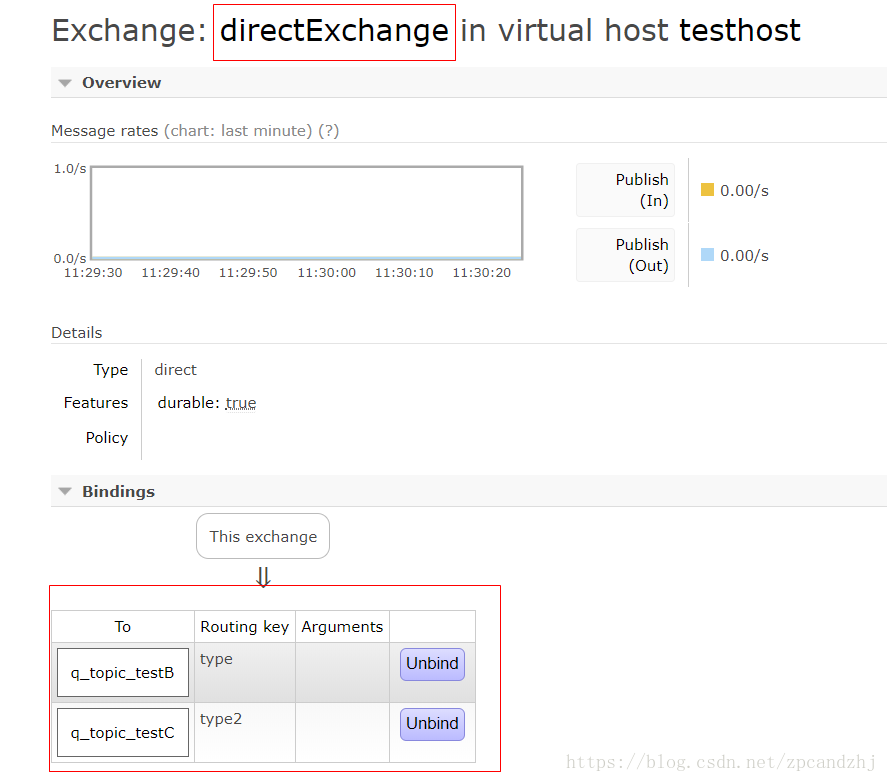 Exchange: directExchange in virtual host testhost
Overview
Message rates (chart: last minute) (?)
1.0/s
0.0/s
11:29:30 11:29:40 11:29:50 11:30:00 11:30:10 11:30:20
Publish
(In)
0.00/s
Publish
(Out)
0.00/s
Details
Type direct
Features durable: true
Policy
Bindings
This exchange
⇓
To Routing key Arguments
q_topic_testB type Unbind
q_topic_testC type2 Unbind
https://blog.csdn.net/zpcandzhj